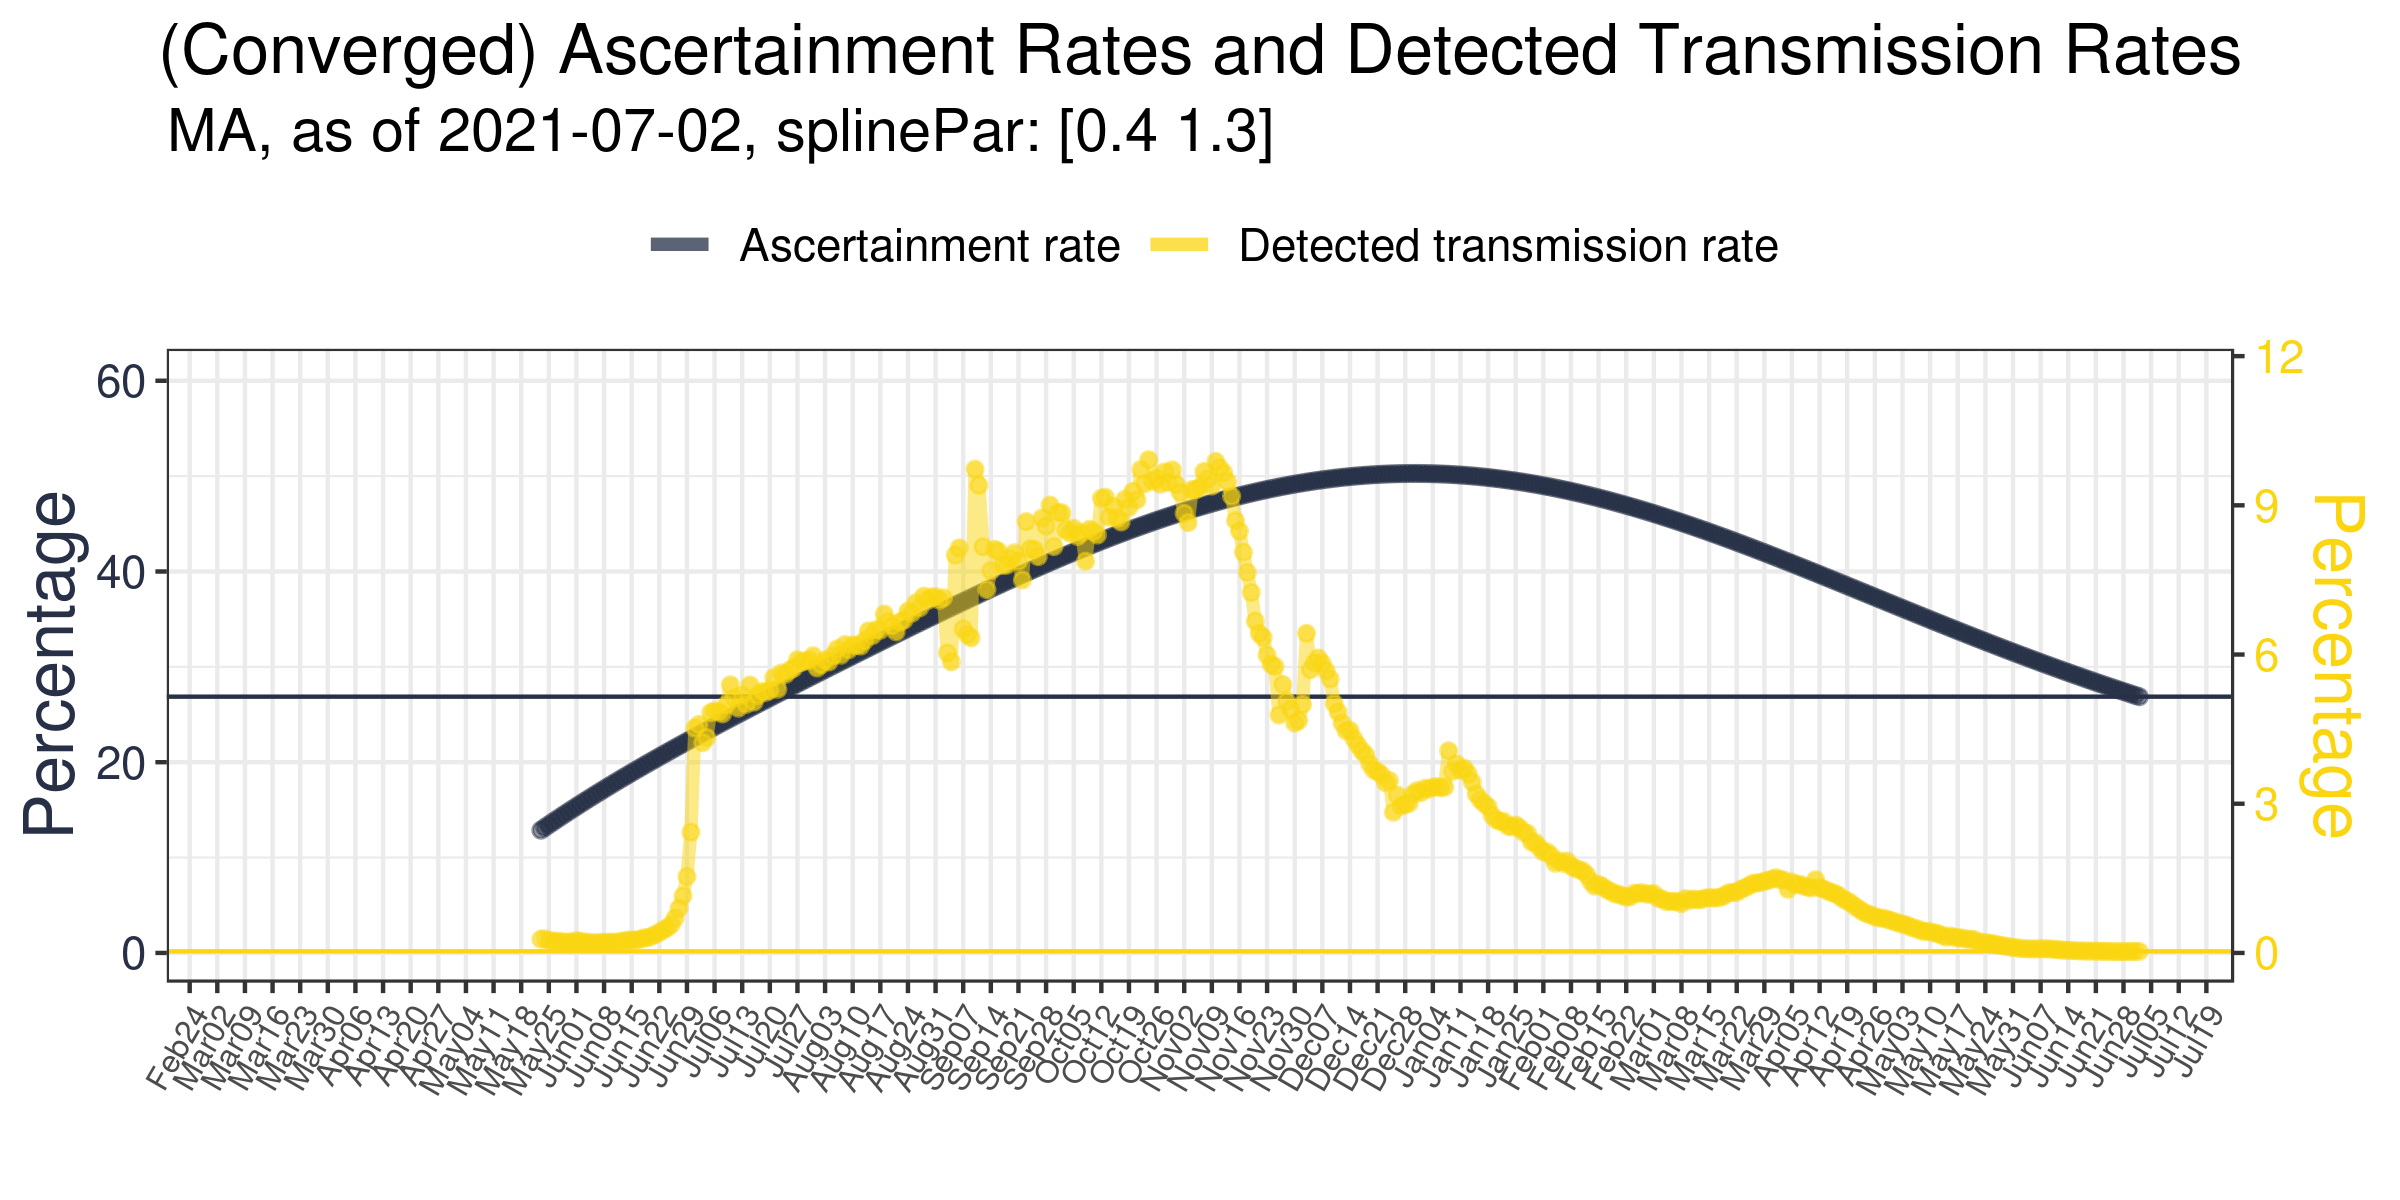 (Converged) Ascertainment Rates and Detected Transmission Rates
MA, as of 2021-07-02, splinePar: [0.4 1.3]
Ascertainment rate
Detected transmission rate
Percentage
60
40
20
0
12
9
6
3
0
Percentage
Feb24
Mar02
Mar09
Mar16
Mar23
Mar30
Apr06
Apr13
Apr20
Apr27
May04
May11
May18
May25
Jun01
Jun08
Jun15
Jun22
Jun29
Jul06
Jul13
Jul20
Jul27
Aug03
Aug10
Aug17
Aug24
Aug31
Sep07
Sep14
Sep21
Sep28
Oct05
Oct12
Oct19
Oct26
Nov02
Nov09
Nov16
Nov23
Nov30
Dec07
Dec14
Dec21
Dec28
Jan04
Jan11
Jan18
Jan25
Feb01
Feb08
Feb15
Feb22
Mar01
Mar08
Mar15
Mar22
Mar29
Apr05
Apr12
Apr19
Apr26
May03
May10
May17
May24
May31
Jun07
Jun14
Jun21
Jun28
Jul05
Jul12
Jul19